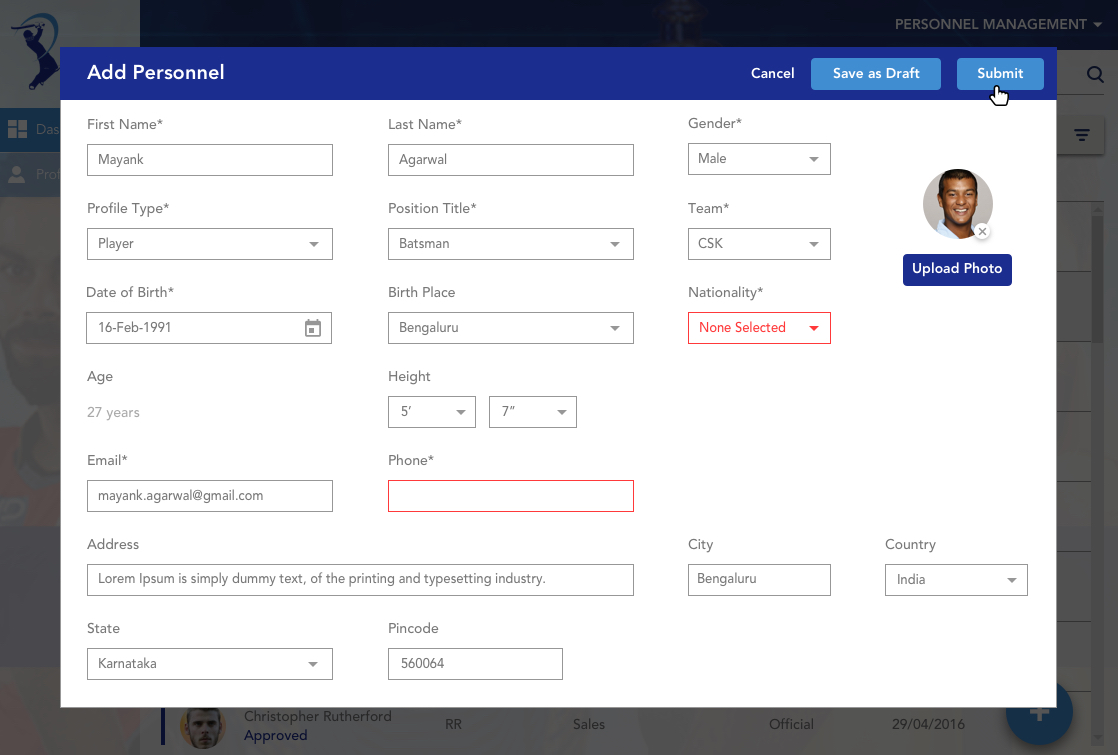 PERSONNEL MANAGEMENT
Add Personnel
Cancel
Save as Draft
Submit
First Name*
Last Name*
Gender*
Mayank
Agarwal
Male
Profile Type*
Position Title*
Team*
Player
Batsman
CSK
Upload Photo
Date of Birth*
Birth Place
Nationality*
16-Feb-1991
Bengaluru
None Selected
Age
Height
27 years
5′
7″
Email*
Phone*
mayank.agarwal@gmail.com
Address
City
Country
Lorem Ipsum is simply dummy text, of the printing and typesetting industry.
Bengaluru
India
State
Pincode
Karnataka
560064
Christopher Rutherford
Approved
RR
Sales
Official
29/04/2016